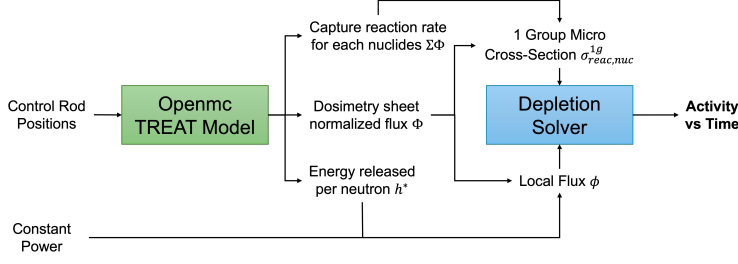 Capture reaction rate
for each nuclides ΣΦ
1 Group Micro
Cross-Section σ^{1g}_{reac,nuc}
Control Rod
Positions
Openmc
TREAT Model
Dosimetry sheet
normalized flux Φ
Depletion
Solver
Activity
vs Time
Energy released
per neutron h*
Local Flux ϕ
Constant
Power